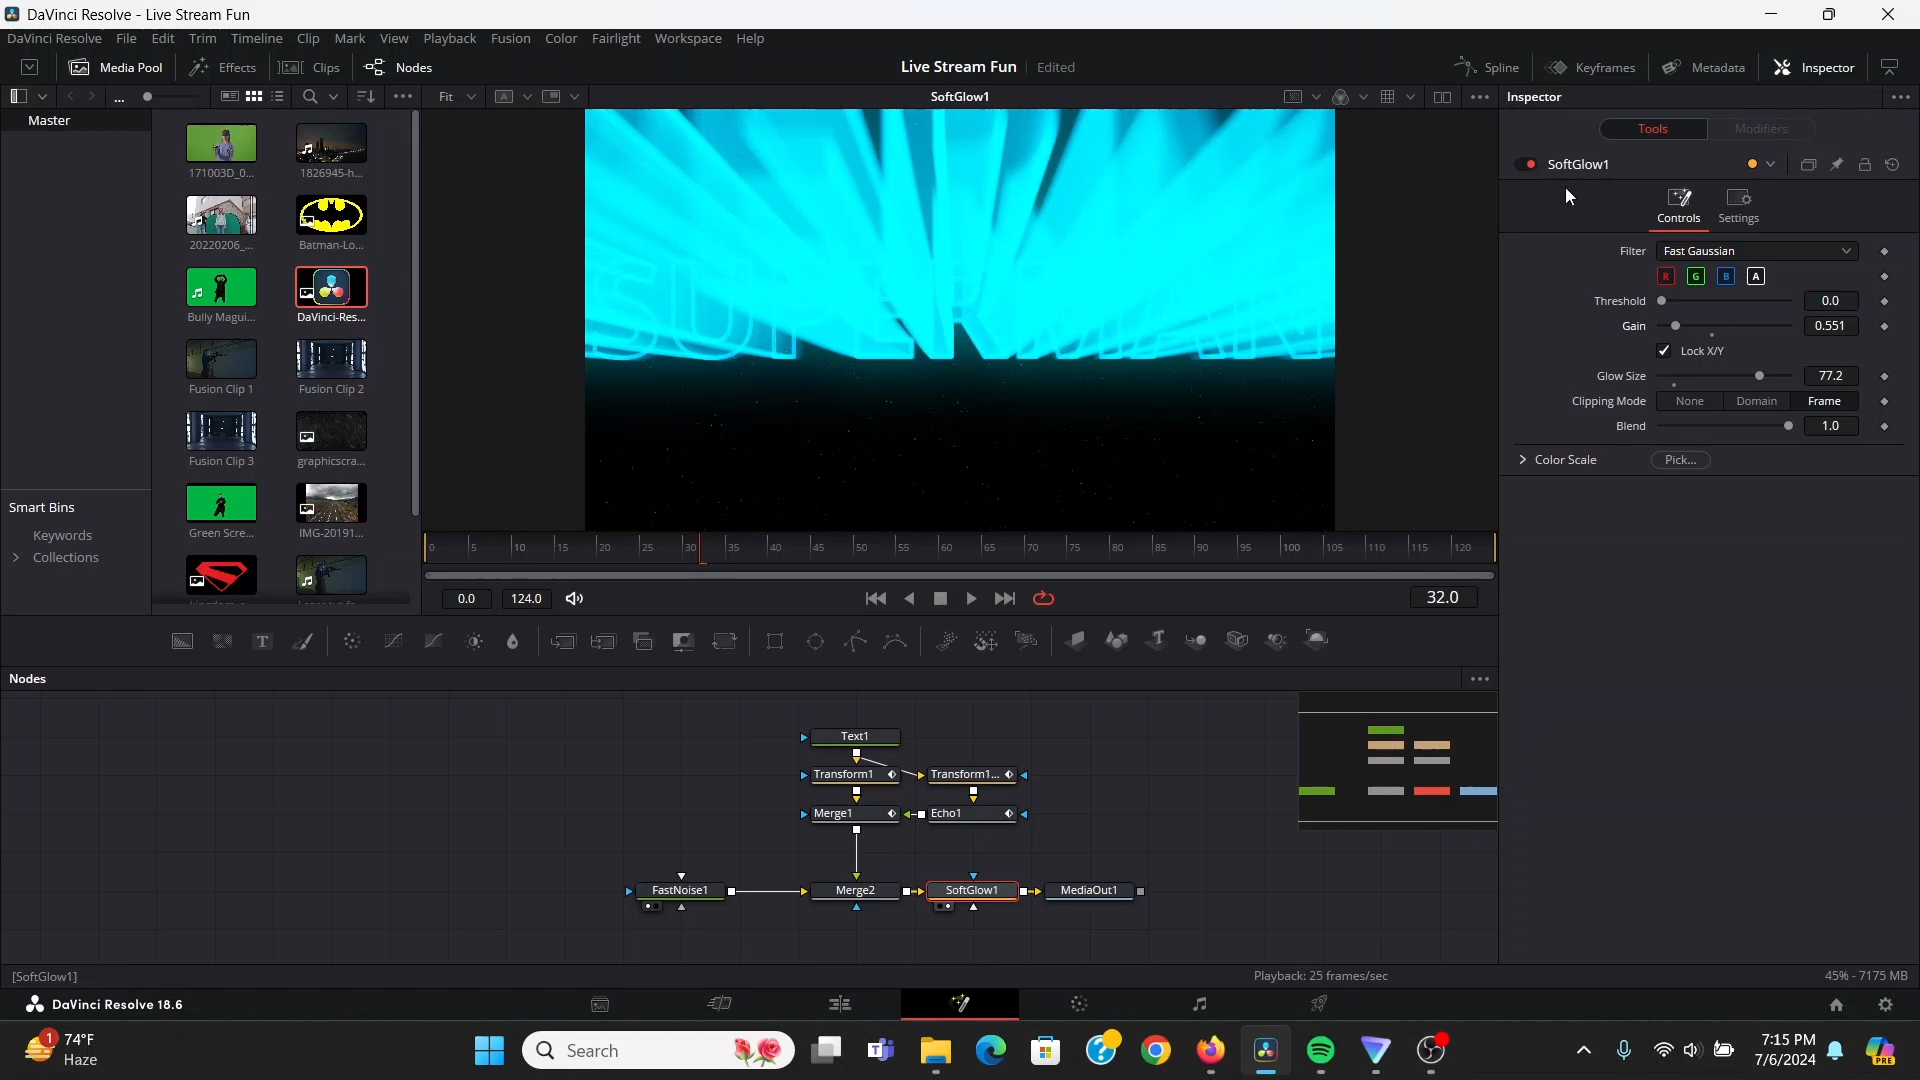 DaVinci Resolve - Live Stream Fun
DaVinci Resolve File Edit Trim Timeline Clip Mark View Playback Fusion Color Fairlight Workspace Help
Media Pool Effects Clips Nodes Live Stream Fun Edited Spline Keyframes Metadata Inspector
... Fit A SoftGlow1 Inspector
Master
Tools Modifiers
SoftGlow1
Controls Settings
171003D_0... 1826945-h...
20220206_... Batman-Lo...
Bully Magui... DaVinci-Res...
Fusion Clip 1 Fusion Clip 2
Fusion Clip 3 graphicscra...
Green Scre... IMG-20191...
SUPERMAN
Filter Fast Gaussian
R G B A
Threshold 0.0
Gain 0.551
Lock X/Y
Glow Size 77.2
Clipping Mode None Domain Frame
Blend 1.0
Color Scale Pick...
Smart Bins
Keywords
Collections
0 5 10 15 20 25 30 35 40 45 50 55 60 65 70 75 80 85 90 95 100 105 110 115 120
0.0 124.0 32.0
T
Nodes
Text1
Transform1 Transform1...
Merge1 Echo1
FastNoise1 Merge2 SoftGlow1 MediaOut1
[SoftGlow1] Playback: 25 frames/sec 45% - 7175 MB
DaVinci Resolve 18.6
1 74°F
Haze
Search
7:15 PM
7/6/2024
PRE